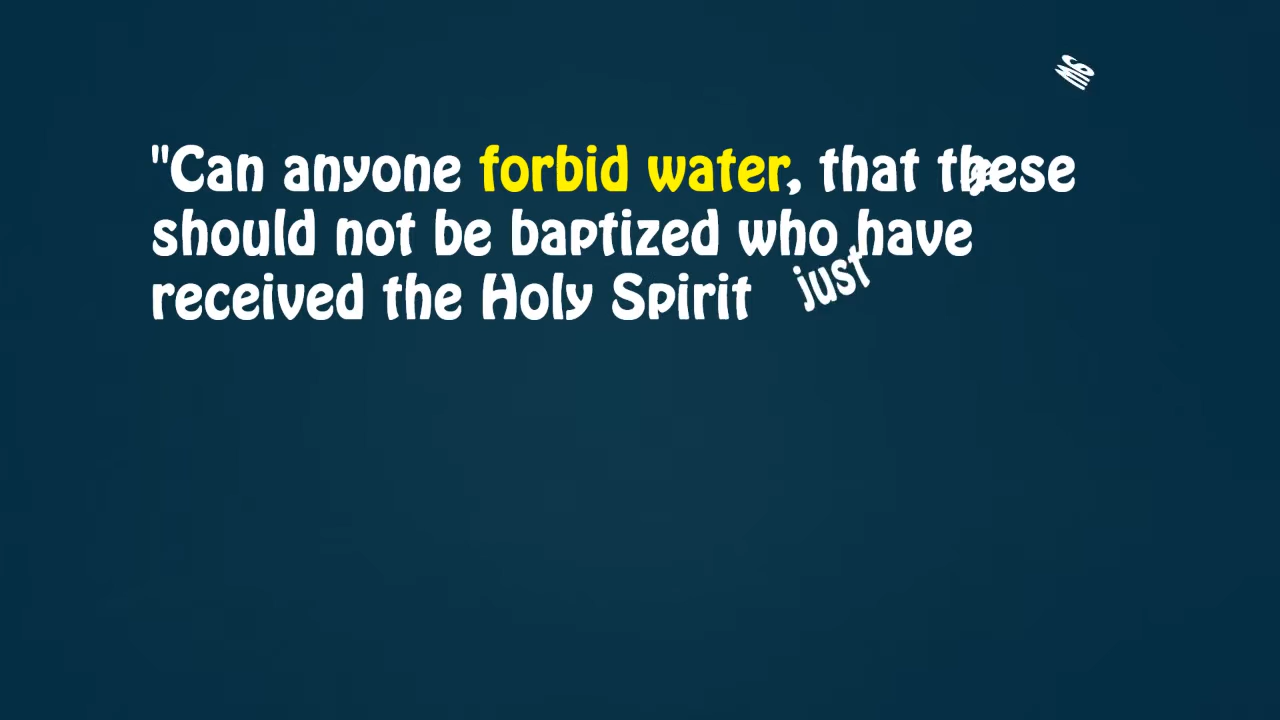 "Can anyone forbid water, that these
should not be baptized who have
received the Holy Spirit just